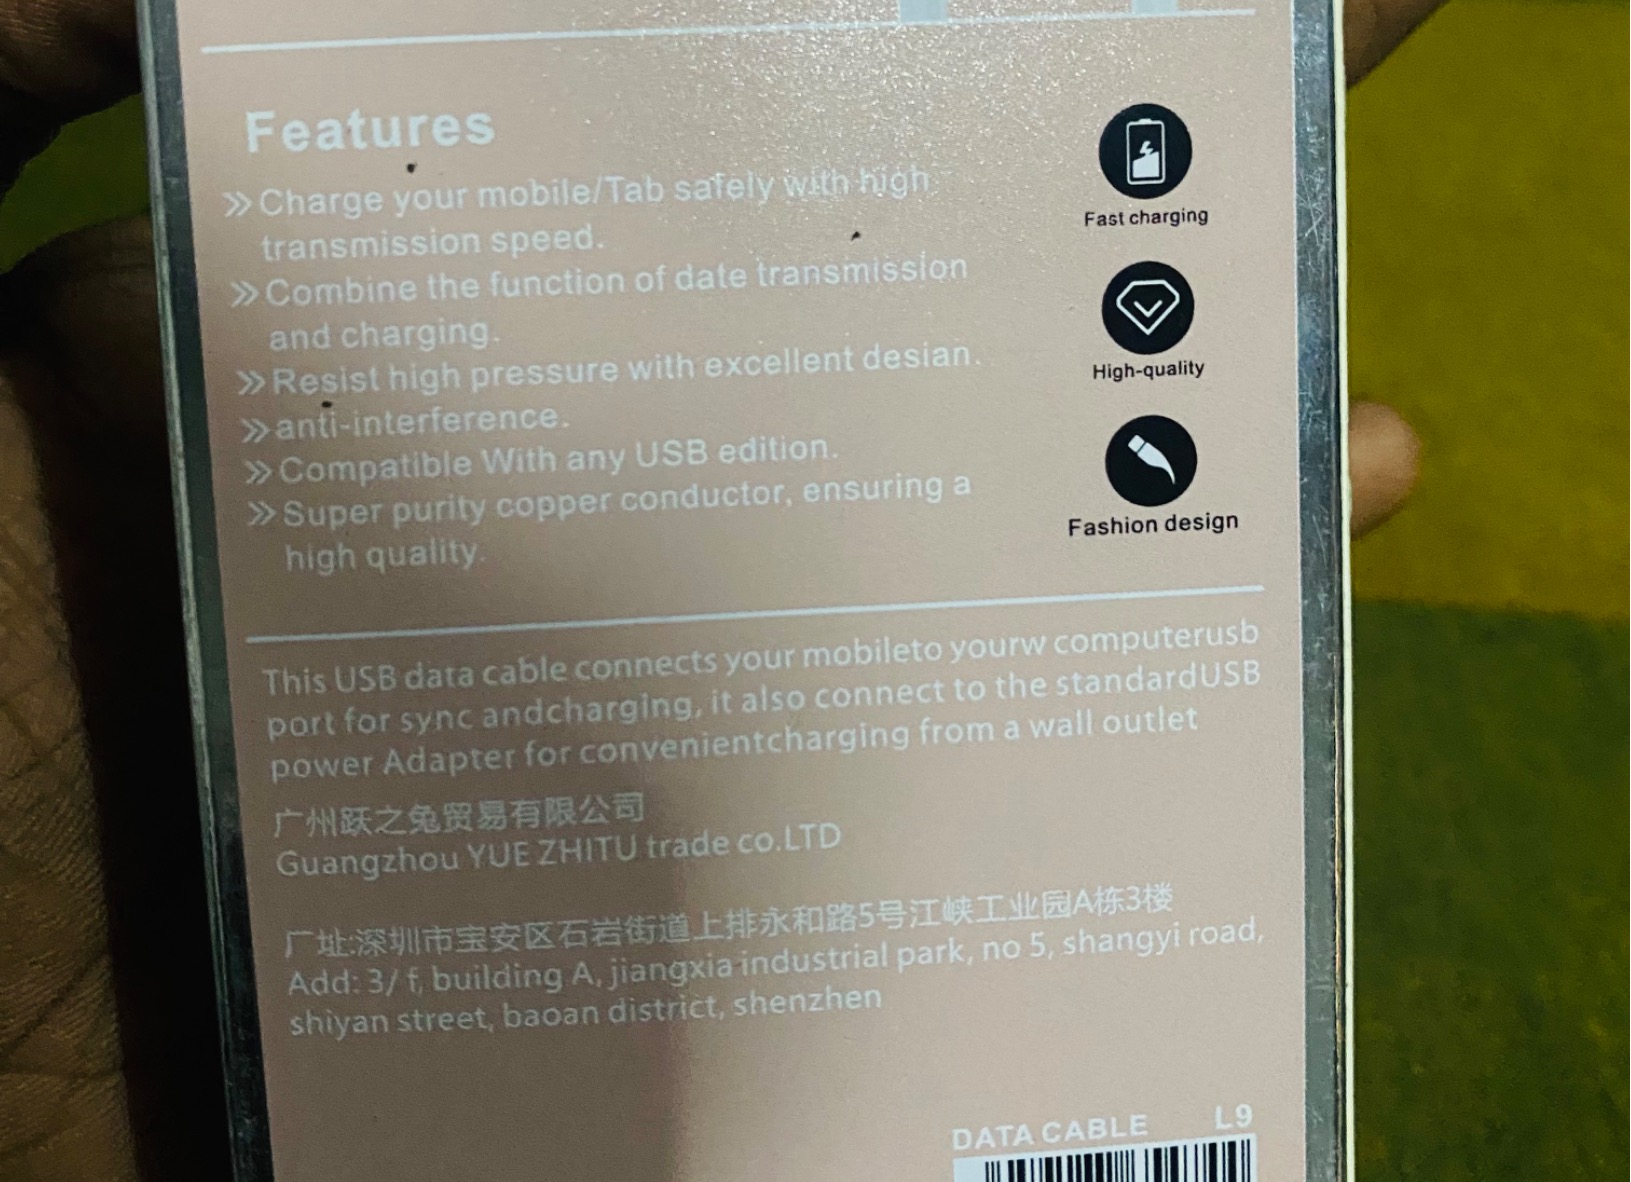 Features
» Charge your mobile/Tab safely with high
transmission speed.
» Combine the function of date transmission
and charging.
» Resist high pressure with excellent desian.
» anti-interference.
» Compatible With any USB edition.
» Super purity copper conductor, ensuring a
high quality.
Fast charging
High-quality
Fashion design
This USB data cable connects your mobileto yourw computerusb
port for sync andcharging, it also connect to the standardUSB
power Adapter for convenientcharging from a wall outlet
广州跃之兔贸易有限公司
Guangzhou YUE ZHITU trade co.LTD
厂址:深圳市宝安区石岩街道上排永和路5号江峡工业园A栋3楼
Add: 3/ f, building A, jiangxia industrial park, no 5, shangyi road,
shiyan street, baoan district, shenzhen
DATA CABLE L9